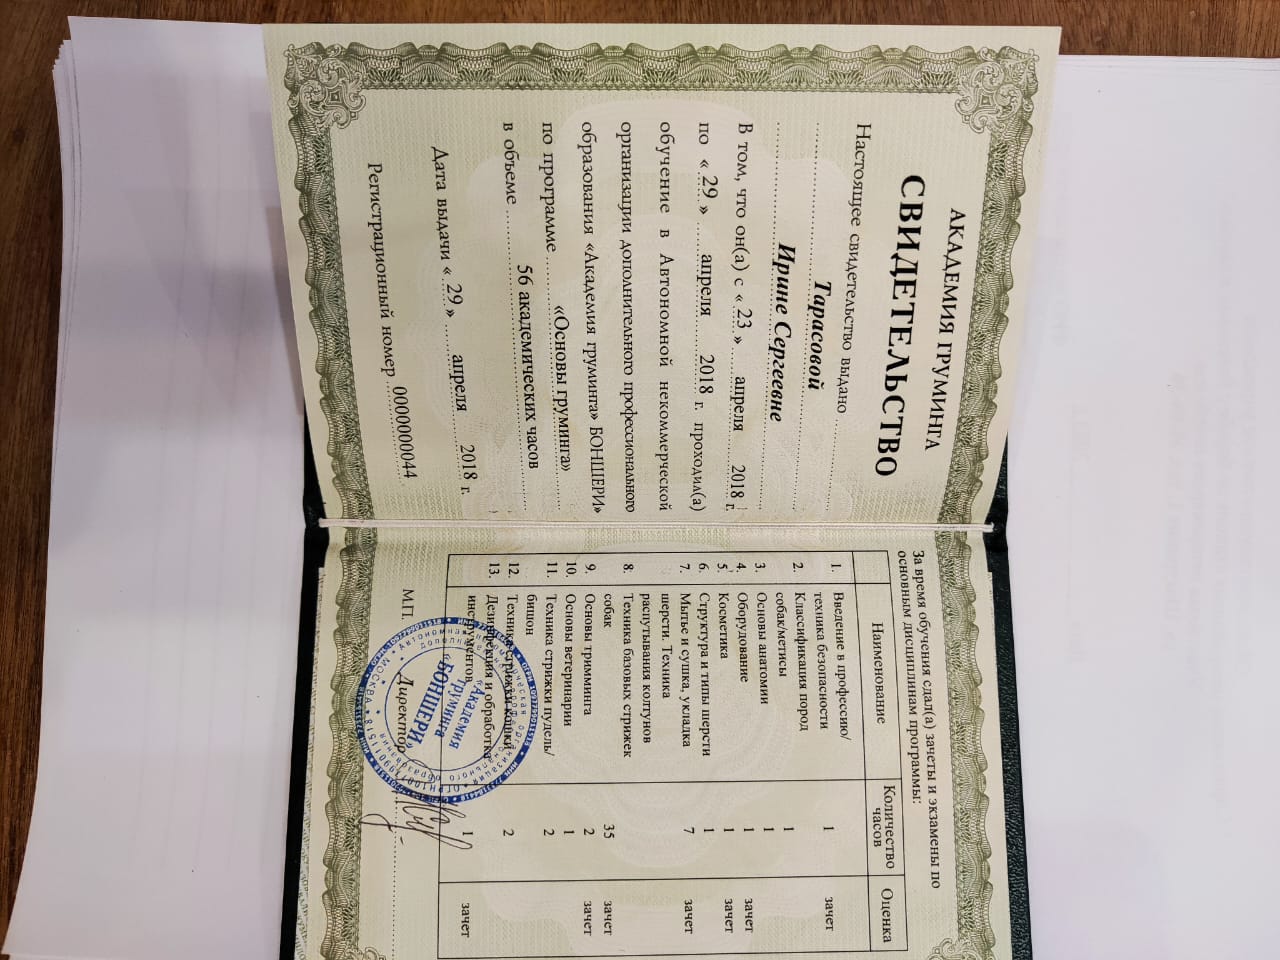 АКАДЕМИЯ ГРУМИНГА
СВИДЕТЕЛЬСТВО
Настоящее свидетельство выдано
Тарасовой
Ирине Сергеевне
В том, что он(а) с « 23 » апреля 2018 г.
по « 29 » апреля 2018 г. проходил(а)
обучение в Автономной некоммерческой
организации дополнительного профессионального
образования «Академия груминга» БОНШЕРИ»
по программе «Основы груминга»
в объеме 56 академических часов
Дата выдачи « 29 » апреля 2018 г.
Регистрационный номер 0000000044
За время обучения сдал(а) зачеты и экзамены по
основным дисциплинам программы:
Наименование Количество часов Оценка
1. Введение в профессию/
техника безопасности 1 зачет
2. Классификация пород
собак/метисы 1
3. Основы анатомии 1
4. Оборудование 1 зачет
5. Косметика 1 зачет
6. Структура и типы шерсти 1
7. Мытье и сушка, укладка 7 зачет
шерсти. Техника
распутывания колтунов
8. Техника базовых стрижек
собак 35 зачет
9. Основы тримминга 2 зачет
10. Основы ветеринарии 1
11. Техника стрижки пудель/ 2
бишон
12. Техника стрижки кошки 2
13. Дезинфекция и обработка
инструментов 1 зачет
М.П.
Директор
«Академия
груминга
БОНШЕРИ»
МОСКВА